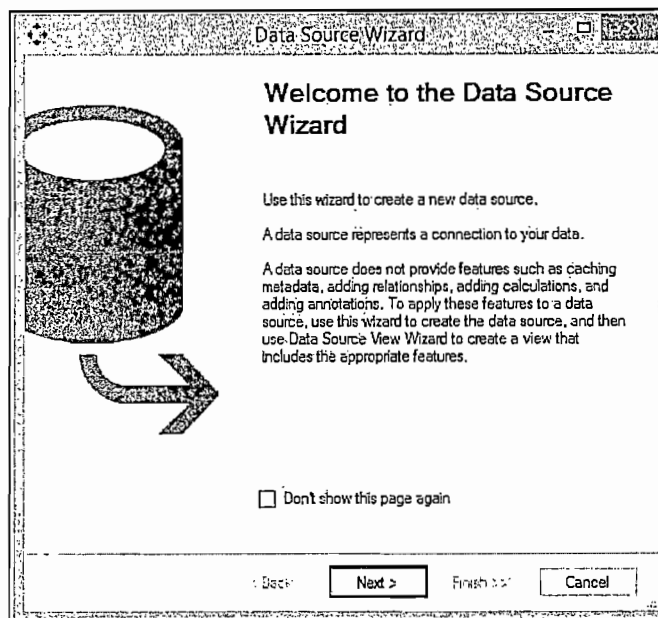 Data Source Wizard
Welcome to the Data Source
Wizard
Use this wizard to create a new data source.
A data source represents a connection to your data.
A data source does not provide features such as caching
metadata, adding relationships, adding calculations, and
adding annotations. To apply these features to a data
source, use this wizard to create the data source, and then
use Data Source View Wizard to create a view that
includes the appropriate features.
Don't show this page again
< Back Next > Finish >>| Cancel